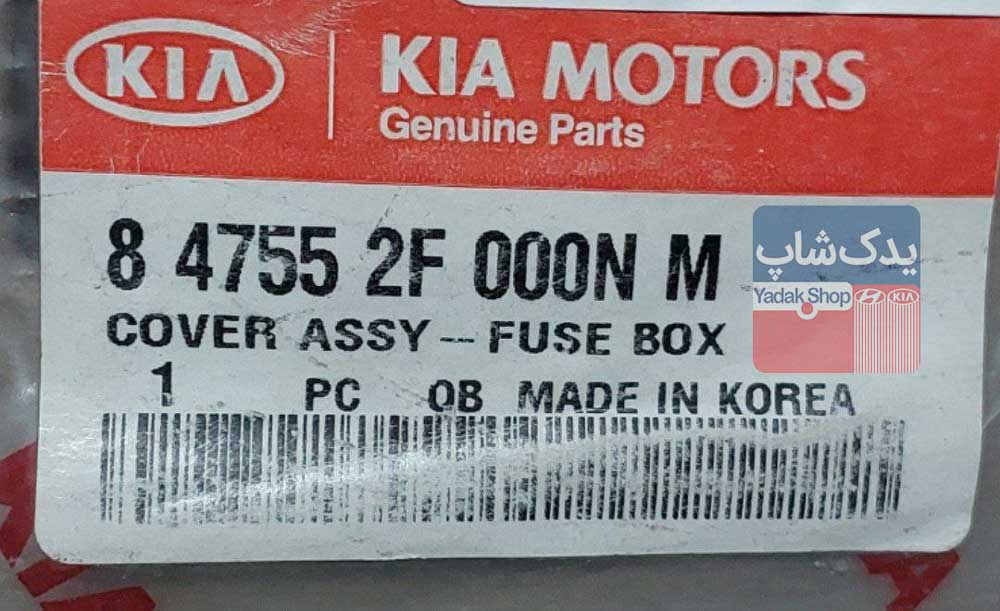 KIA
KIA MOTORS
Genuine Parts
8 4755 2F 000N M
COVER ASSY -- FUSE BOX
1 PC QB MADE IN KOREA
یدک‌شاپ
Yadak Shop
KIA